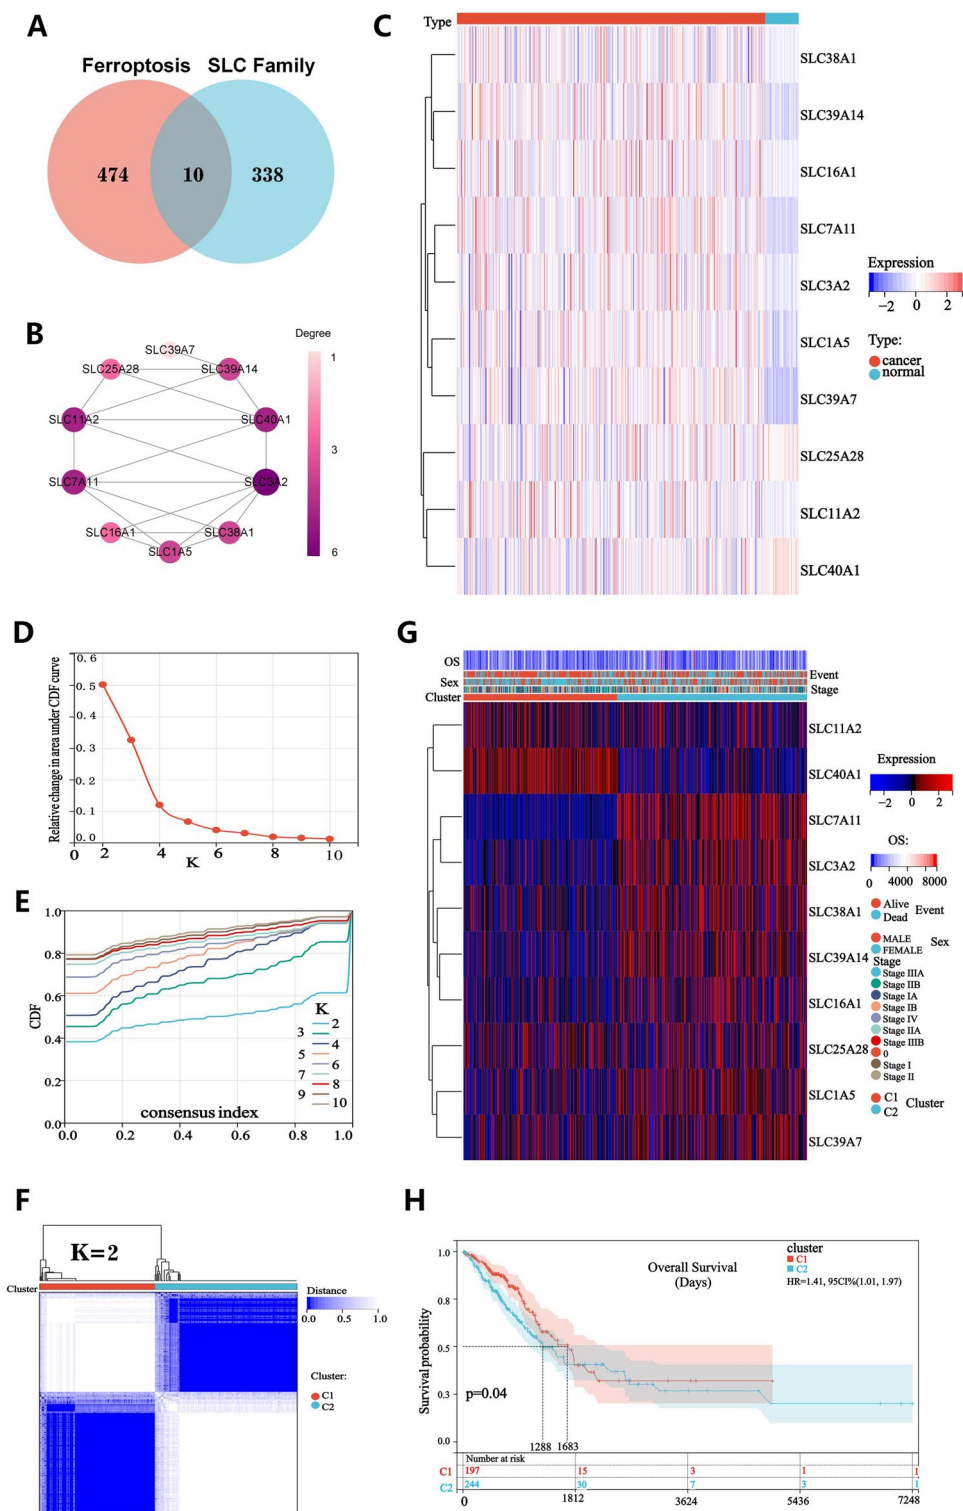 A
Ferroptosis SLC Family
474 10 338
B
Degree
1
3
6
SLC39A7
SLC25A28
SLC39A14
SLC11A2
SLC40A1
SLC7A11
SLC3A2
SLC16A1
SLC38A1
SLC1A5
C
Type
SLC38A1
SLC39A14
SLC16A1
SLC7A11
SLC3A2
SLC1A5
SLC39A7
SLC25A28
SLC11A2
SLC40A1
Expression
−2 0 2
Type:
cancer
normal
D
Relative change in area under CDF curve
0.6
0.5
0.4
0.3
0.2
0.1
0.0
0 2 4 6 8 10
K
E
CDF
1.0
0.8
0.6
0.4
0.2
0.0
0.0 0.2 0.4 0.6 0.8 1.0
consensus index
K
2
3
4
5
6
7
8
9
10
F
K=2
Cluster
Distance
0.0 0.5 1.0
Cluster:
C1
C2
G
OS
Event
Sex
Stage
Cluster
SLC11A2
SLC40A1
SLC7A11
SLC3A2
SLC38A1
SLC39A14
SLC16A1
SLC25A28
SLC1A5
SLC39A7
Expression
−2 0 2
OS:
0 4000 8000
Alive
Dead
Event
MALE
FEMALE
Sex
Stage
Stage IIIA
Stage IIB
Stage IA
Stage IB
Stage IV
Stage IIA
Stage IIIB
0
Stage I
Stage II
C1
C2
Cluster
H
Survival probability
1.0
0.8
0.5
0.3
0.0
Overall Survival
(Days)
cluster
C1
C2
HR=1.41, 95CI%(1.01, 1.97)
p=0.04
1288 1683
Number at risk
C1 197 15 3 1 1
C2 244 30 7 3 1
0 1812 3624 5436 7248